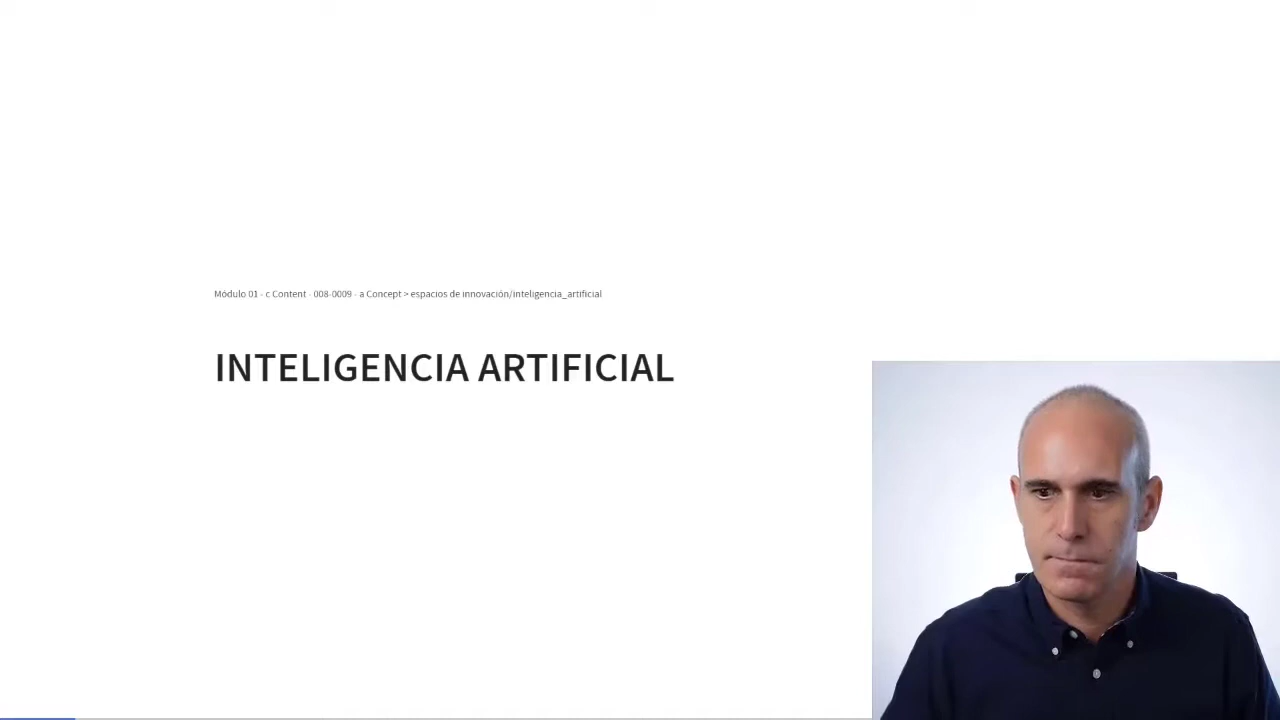 Módulo 01 - c Content - 008-0009 - a Concept > espacios de innovación/inteligencia_artificial
INTELIGENCIA ARTIFICIAL